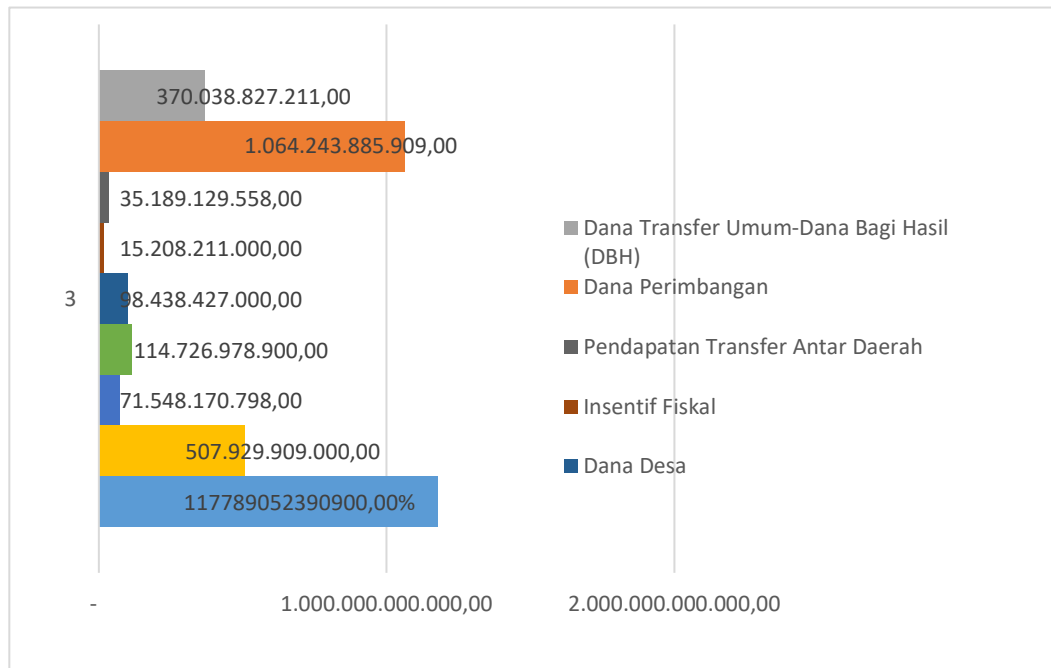 370.038.827.211,00
1.064.243.885.909,00
35.189.129.558,00
15.208.211.000,00
3
98.438.427.000,00
114.726.978.900,00
71.548.170.798,00
507.929.909.000,00
117789052390900,00%
Dana Transfer Umum-Dana Bagi Hasil
(DBH)
Dana Perimbangan
Pendapatan Transfer Antar Daerah
Insentif Fiskal
Dana Desa
-
1.000.000.000.000,00
2.000.000.000.000,00